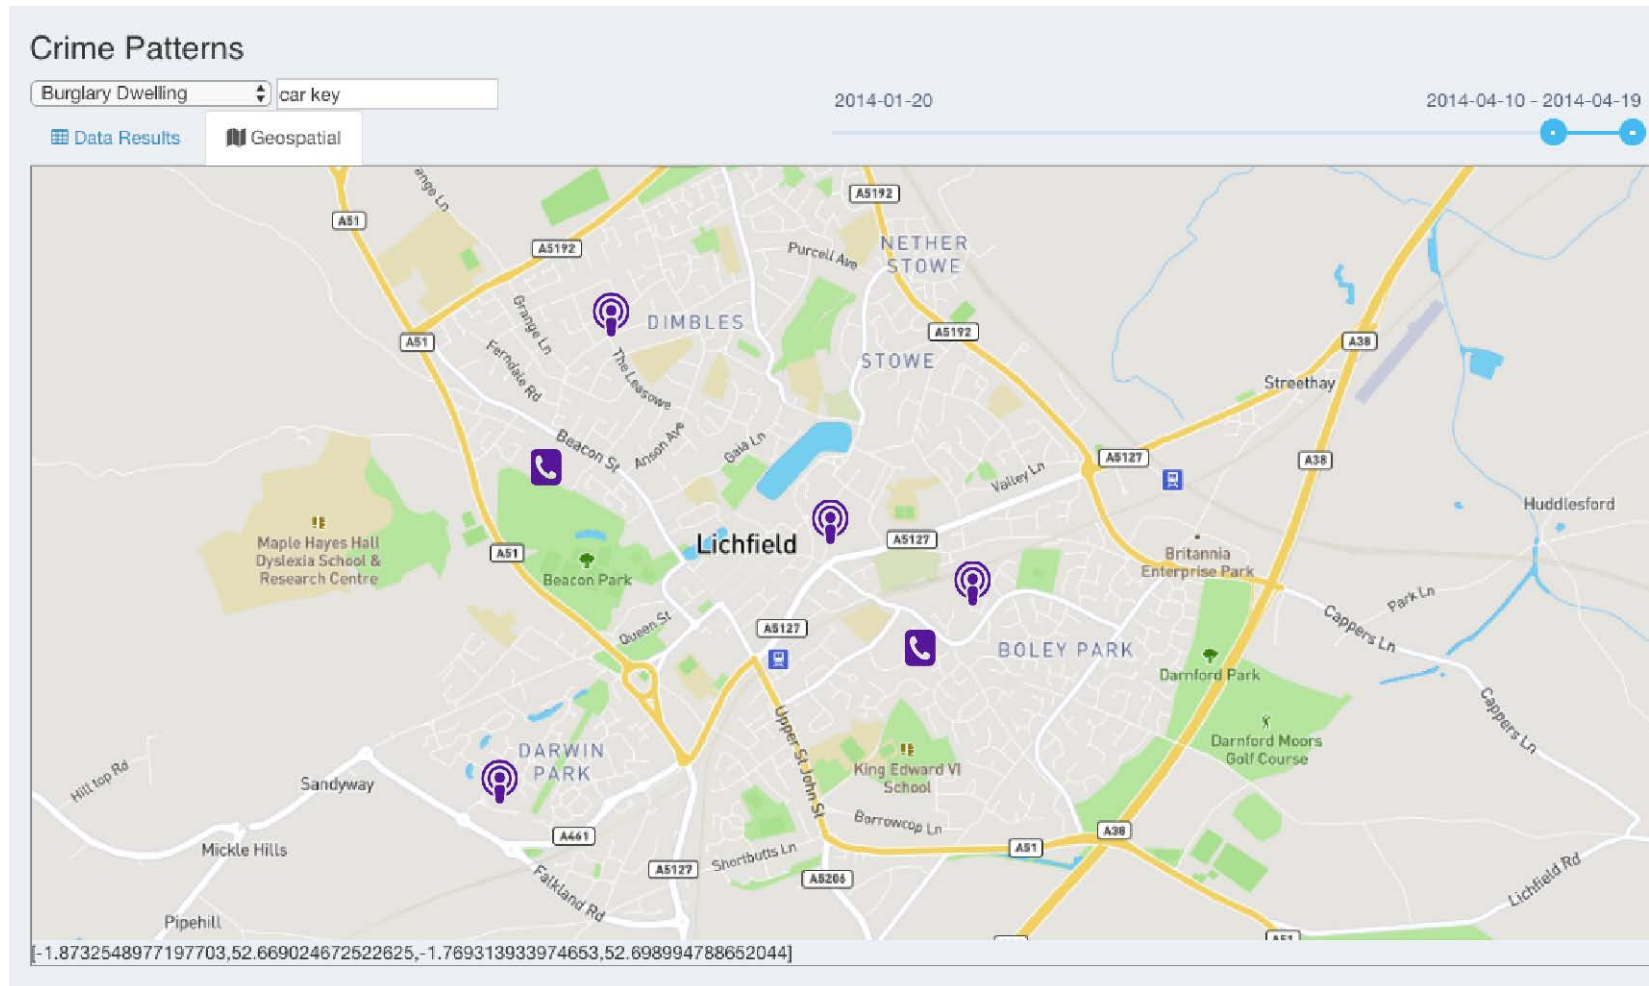 Crime Patterns
Burglary Dwelling
car key
2014-01-20
2014-04-10 - 2014-04-19
Data Results
Geospatial
ange Ln
A51
A5192
A5192
Purcell Ave
NETHER
STOWE
Grange Ln
DIMBLES
A51
Ferndale Rd
The Leasowe
A5192
STOWE
A38
Streethay
Beacon St
Anson Ave
Gaia Ln
Valley Ln
A5127
A38
Huddlesford
Maple Hayes Hall
Dyslexia School &
Research Centre
A51
Beacon Park
Lichfield
A5127
Britannia
Enterprise Park
Park Ln
Cappers Ln
Queen St
A5127
BOLEY PARK
Darnford Park
Cappers Ln
Upper St John St
DARWIN
PARK
Darnford Moors
Golf Course
King Edward VI
School
Hill top Rd
Sandyway
Borrowcop Ln
A461
A38
A51
Mickle Hills
Shortbutts Ln
A5127
A5206
Falkland Rd
Lichfield Rd
Pipehill
A51
[-1.8732548977197703,52.669024672522625,-1.769313933974653,52.698994788652044]